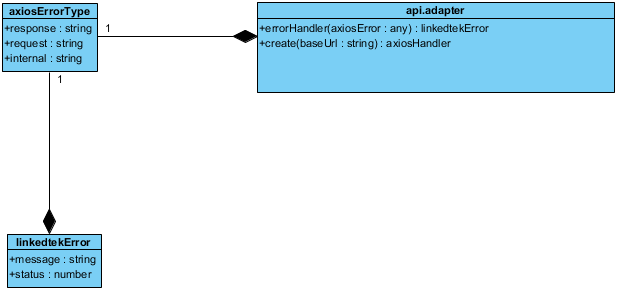 axiosErrorType
+response : string
+request : string
+internal : string
1
api.adapter
+errorHandler(axiosError : any) : linkedtekError
+create(baseUrl : string) : axiosHandler
1
linkedtekError
+message : string
+status : number